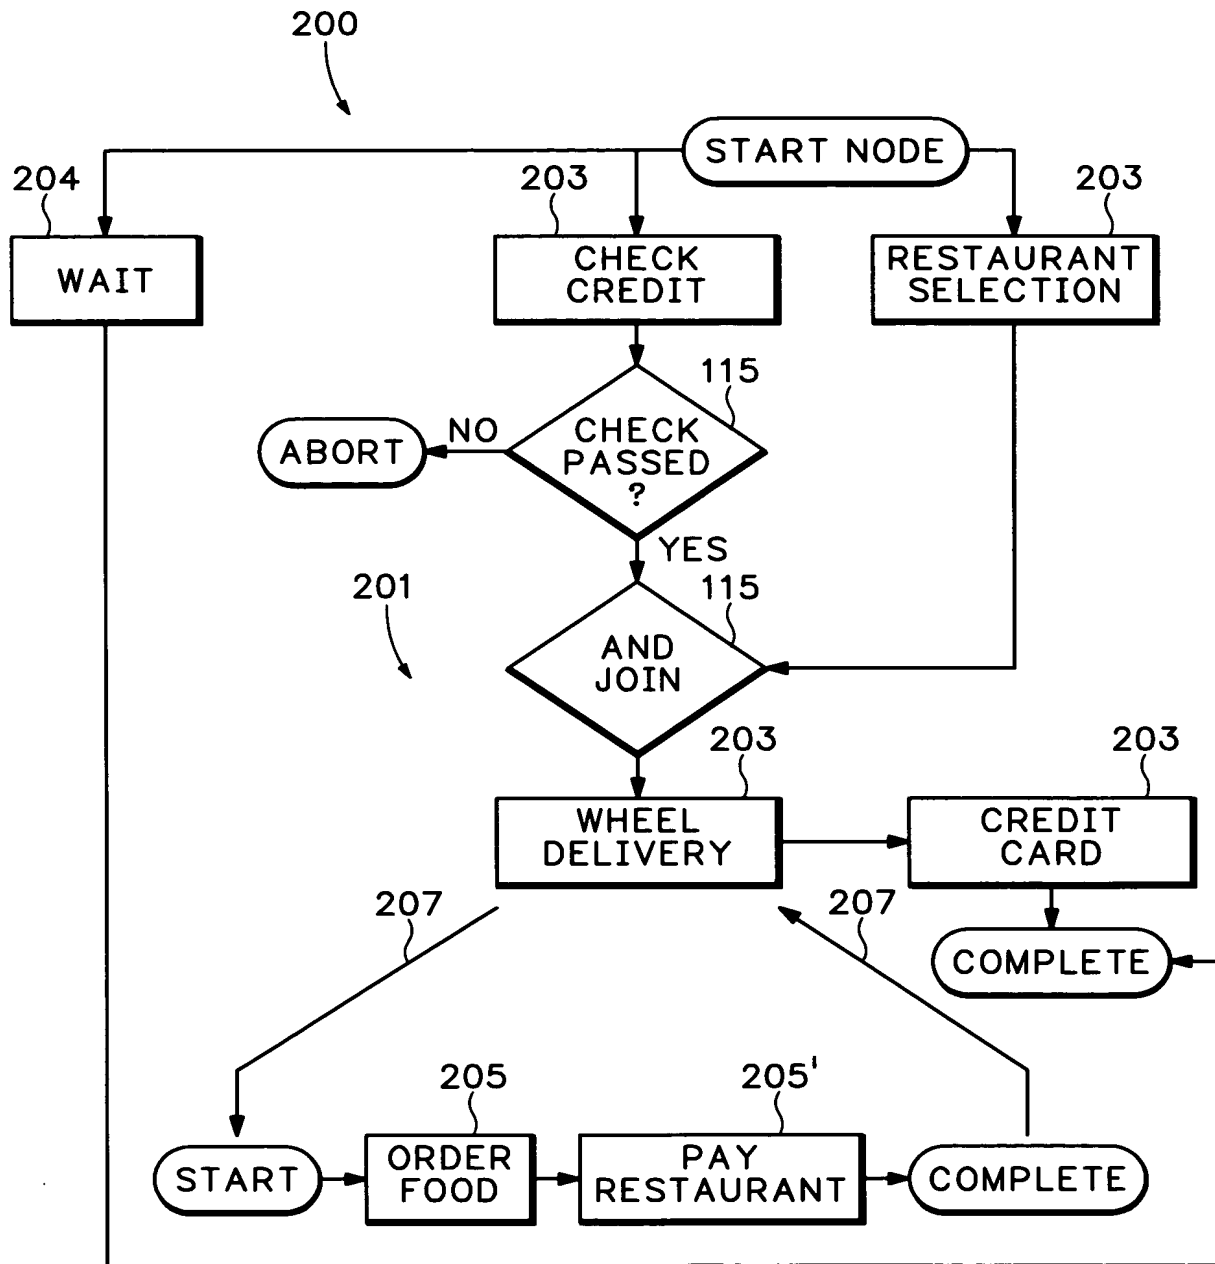 200
START NODE
204
203
203
WAIT
CHECK
CREDIT
RESTAURANT
SELECTION
115
NO
ABORT
CHECK
PASSED
?
YES
201
115
AND
JOIN
203
203
WHEEL
DELIVERY
CREDIT
CARD
207
207
COMPLETE
205
205'
START
ORDER
FOOD
PAY
RESTAURANT
COMPLETE